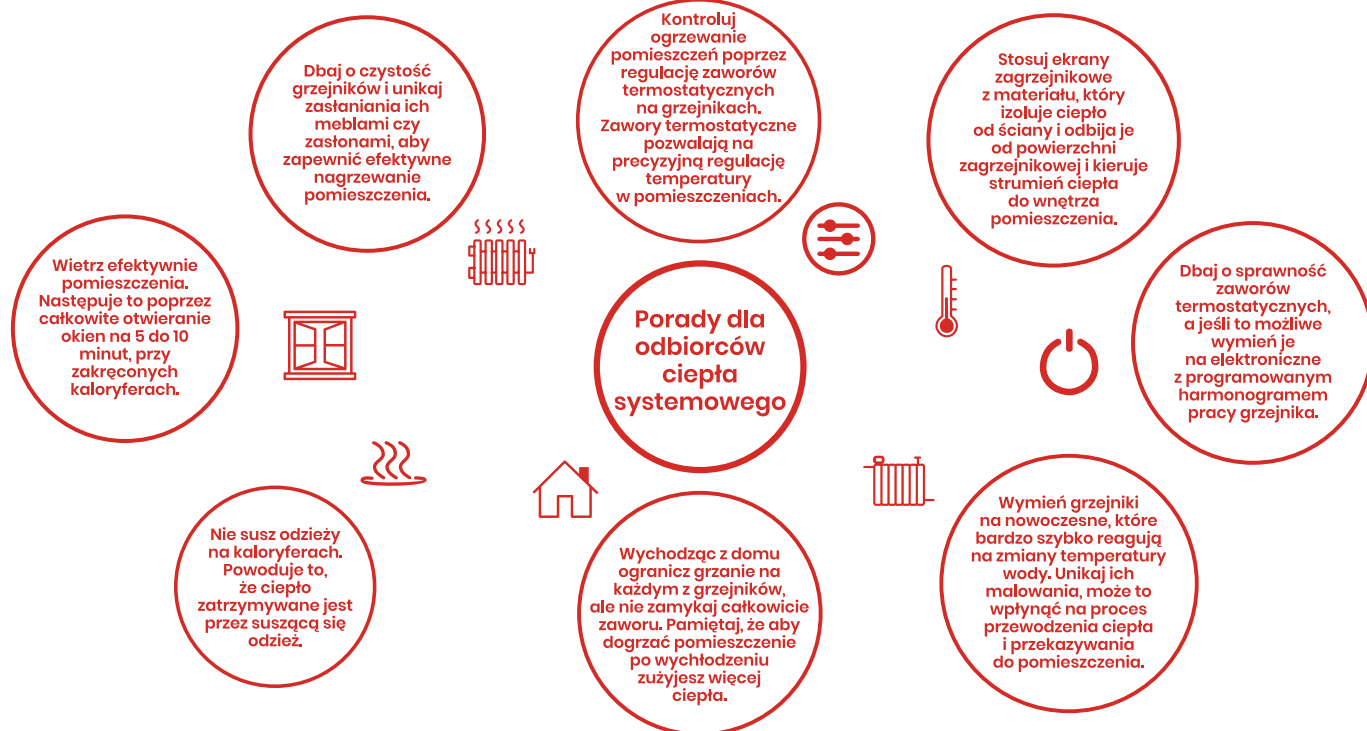 Porady dla
odbiorców
ciepła
systemowego
Dbaj o czystość
grzejników i unikaj
zasłaniania ich
meblami czy
zasłonami, aby
zapewnić efektywne
nagrzewanie
pomieszczenia.
Kontroluj
ogrzewanie
pomieszczeń poprzez
regulację zaworów
termostatycznych
na grzejnikach.
Zawory termostatyczne
pozwalają na
precyzyjną regulację
temperatury
w pomieszczeniach.
Stosuj ekrany
zagrzejnikowe
z materiału, który
izoluje ciepło
od ściany i odbija je
od powierzchni
zagrzejnikowej i kieruje
strumień ciepła
do wnętrza
pomieszczenia.
Wietrz efektywnie
pomieszczenia.
Następuje to poprzez
całkowite otwieranie
okien na 5 do 10
minut, przy
zakręconych
kaloryferach.
Dbaj o sprawność
zaworów
termostatycznych,
a jeśli to możliwe
wymień je
na elektroniczne
z programowanym
harmonogramem
pracy grzejnika.
Nie susz odzieży
na kaloryferach.
Powoduje to,
że ciepło
zatrzymywane jest
przez suszącą się
odzież.
Wychodząc z domu
ogranicz grzanie na
każdym z grzejników,
ale nie zamykaj całkowicie
zaworu. Pamiętaj, że aby
dogrzać pomieszczenie
po wychłodzeniu
zużyjesz więcej
ciepła.
Wymień grzejniki
na nowoczesne, które
bardzo szybko reagują
na zmiany temperatury
wody. Unikaj ich
malowania, może to
wpłynąć na proces
przewodzenia ciepła
i przekazywania
do pomieszczenia.